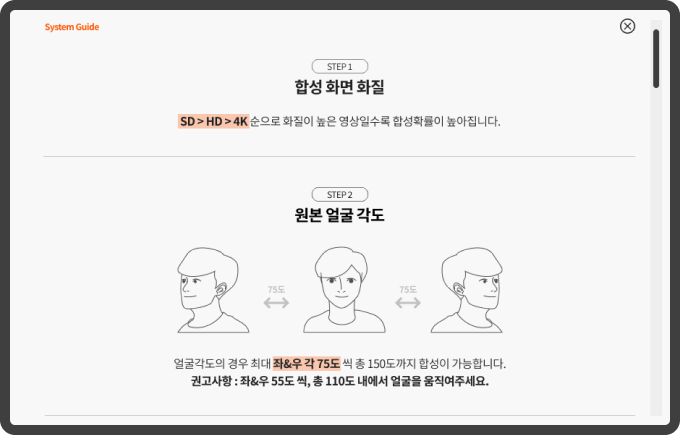 System Guide
STEP 1
합성 화면 화질
SD > HD > 4K 순으로 화질이 높은 영상일수록 합성확률이 높아집니다.
STEP 2
원본 얼굴 각도
75도 75도
얼굴각도의 경우 최대 좌&우 각 75도 씩 총 150도까지 합성이 가능합니다.
권고사항 : 좌&우 55도 씩, 총 110도 내에서 얼굴을 움직여주세요.